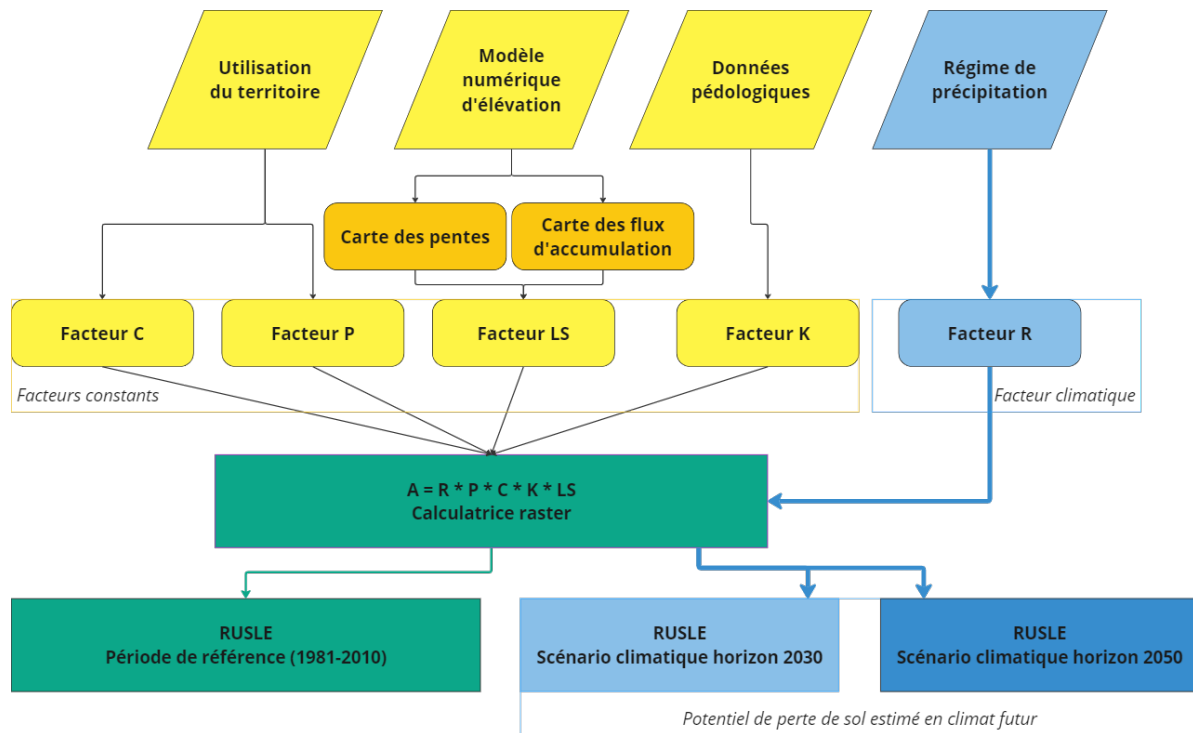 Utilisation
du territoire
Modèle
numérique
d'élévation
Données
pédologiques
Régime de
précipitation
Carte des pentes
Carte des flux
d'accumulation
Facteur C
Facteur P
Facteur LS
Facteur K
Facteur R
Facteurs constants
Facteur climatique
A = R * P * C * K * LS
Calculatrice raster
RUSLE
Période de référence (1981-2010)
RUSLE
Scénario climatique horizon 2030
RUSLE
Scénario climatique horizon 2050
Potentiel de perte de sol estimé en climat futur